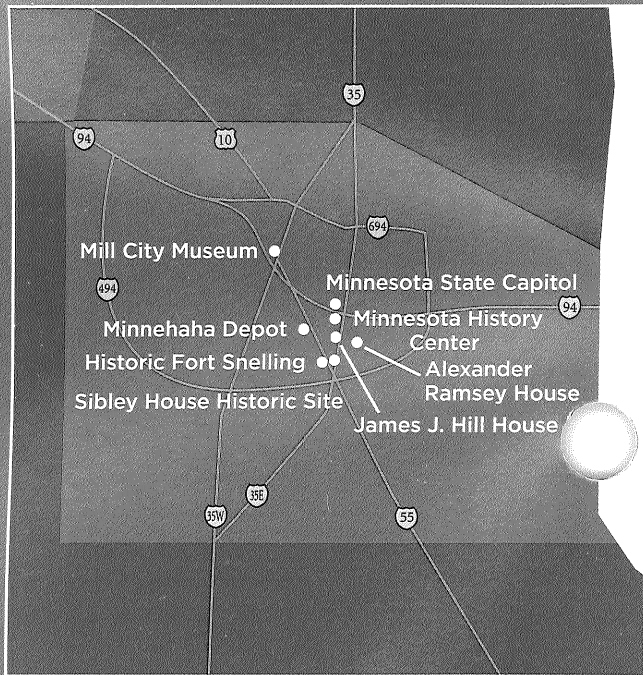 35
94
10
694
Mill City Museum
494
Minnesota State Capitol
94
Minnehaha Depot
Minnesota History
Center
Historic Fort Snelling
Alexander
Ramsey House
Sibley House Historic Site
James J. Hill House
35E
35W
55